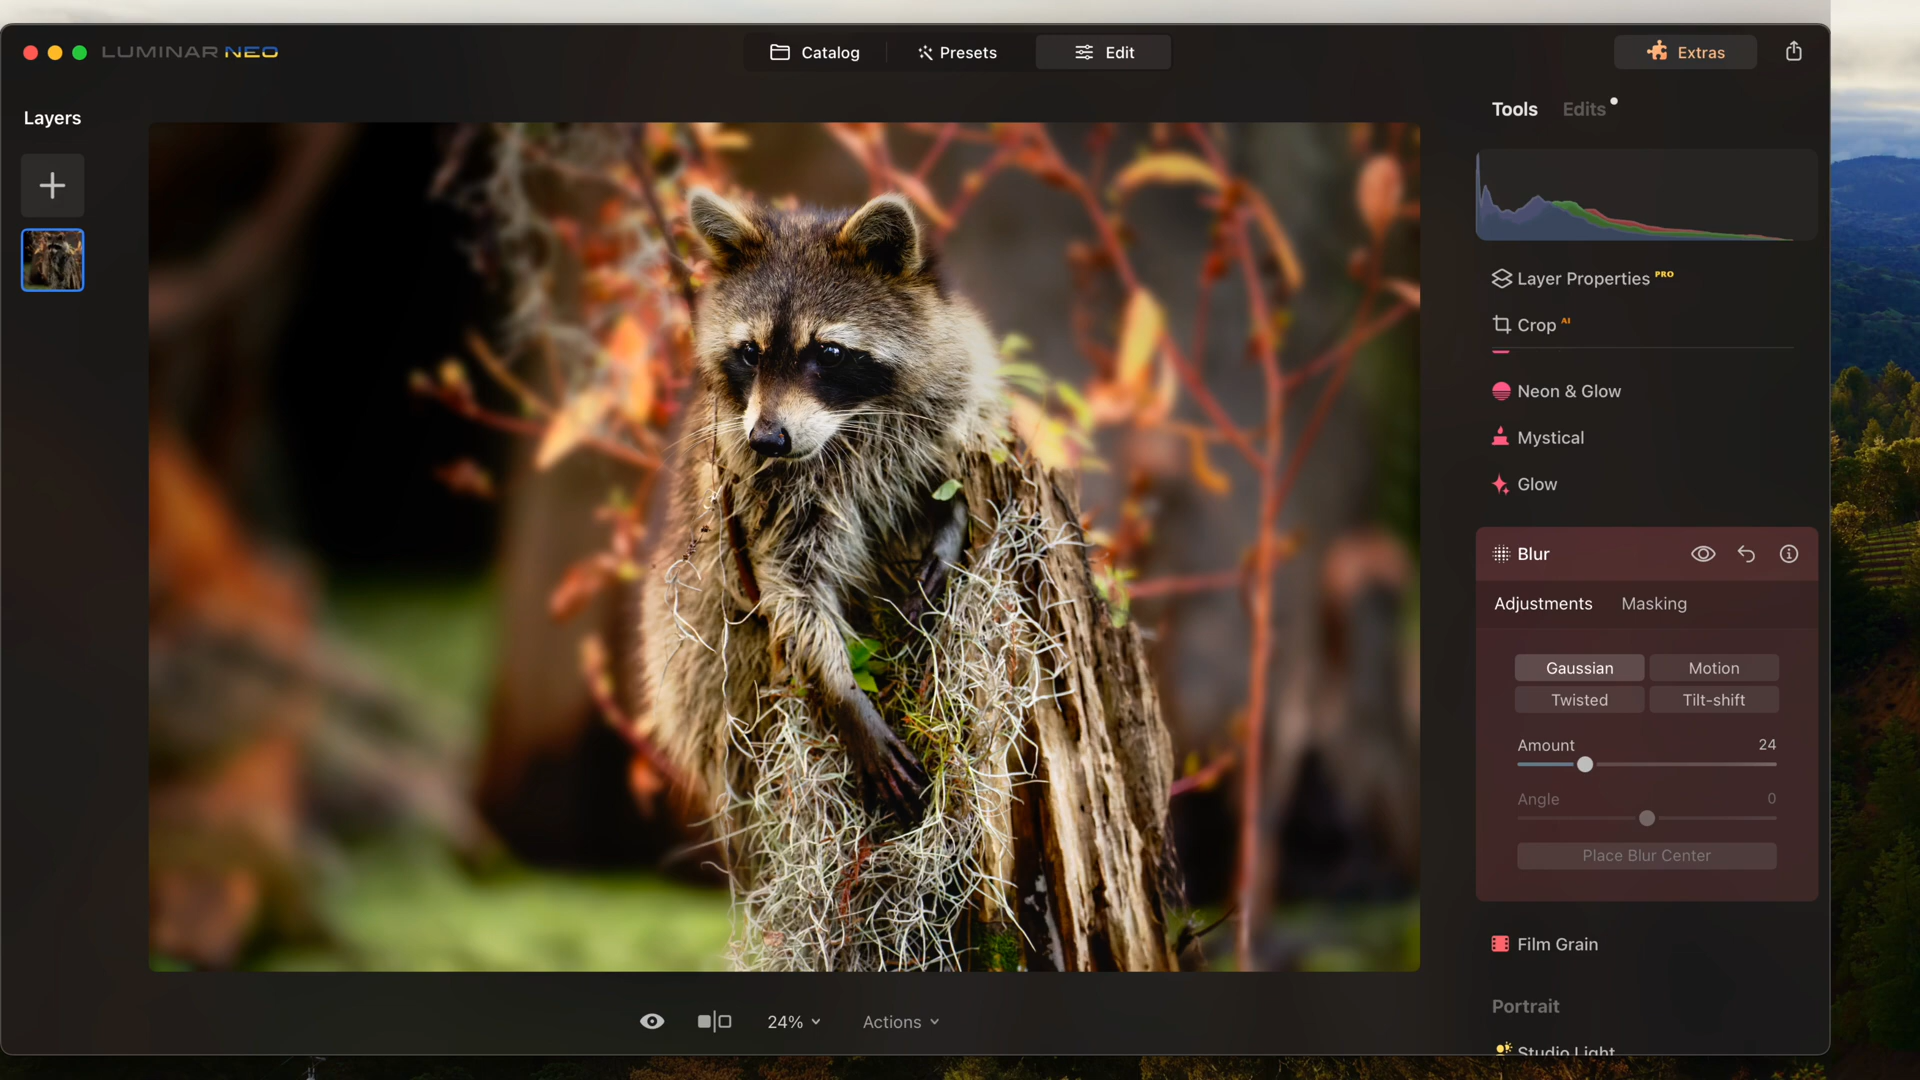 LUMINAR NEO
Catalog
Presets
Edit
Extras
Layers
Tools
Edits
Layer Properties PRO
Crop AI
Neon & Glow
Mystical
Glow
Blur
Adjustments
Masking
Gaussian
Motion
Twisted
Tilt-shift
Amount
24
Angle
0
Place Blur Center
Film Grain
Portrait
Studio Light
24%
Actions